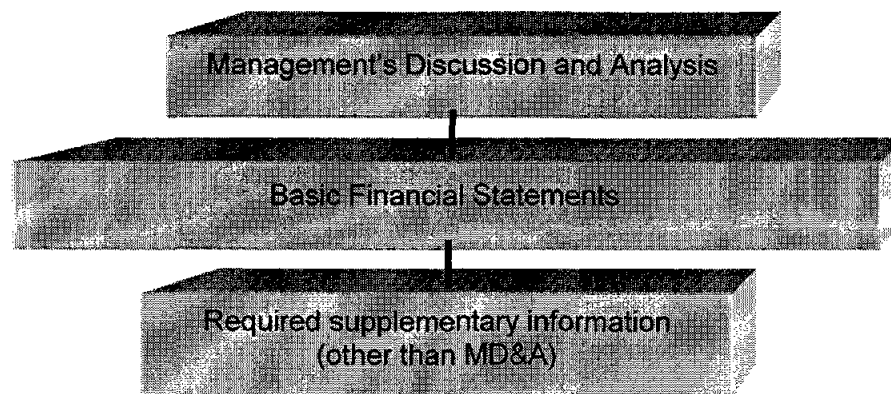 Management's Discussion and Analysis
Basic Financial Statements
Required supplementary information
(other than MD&A)